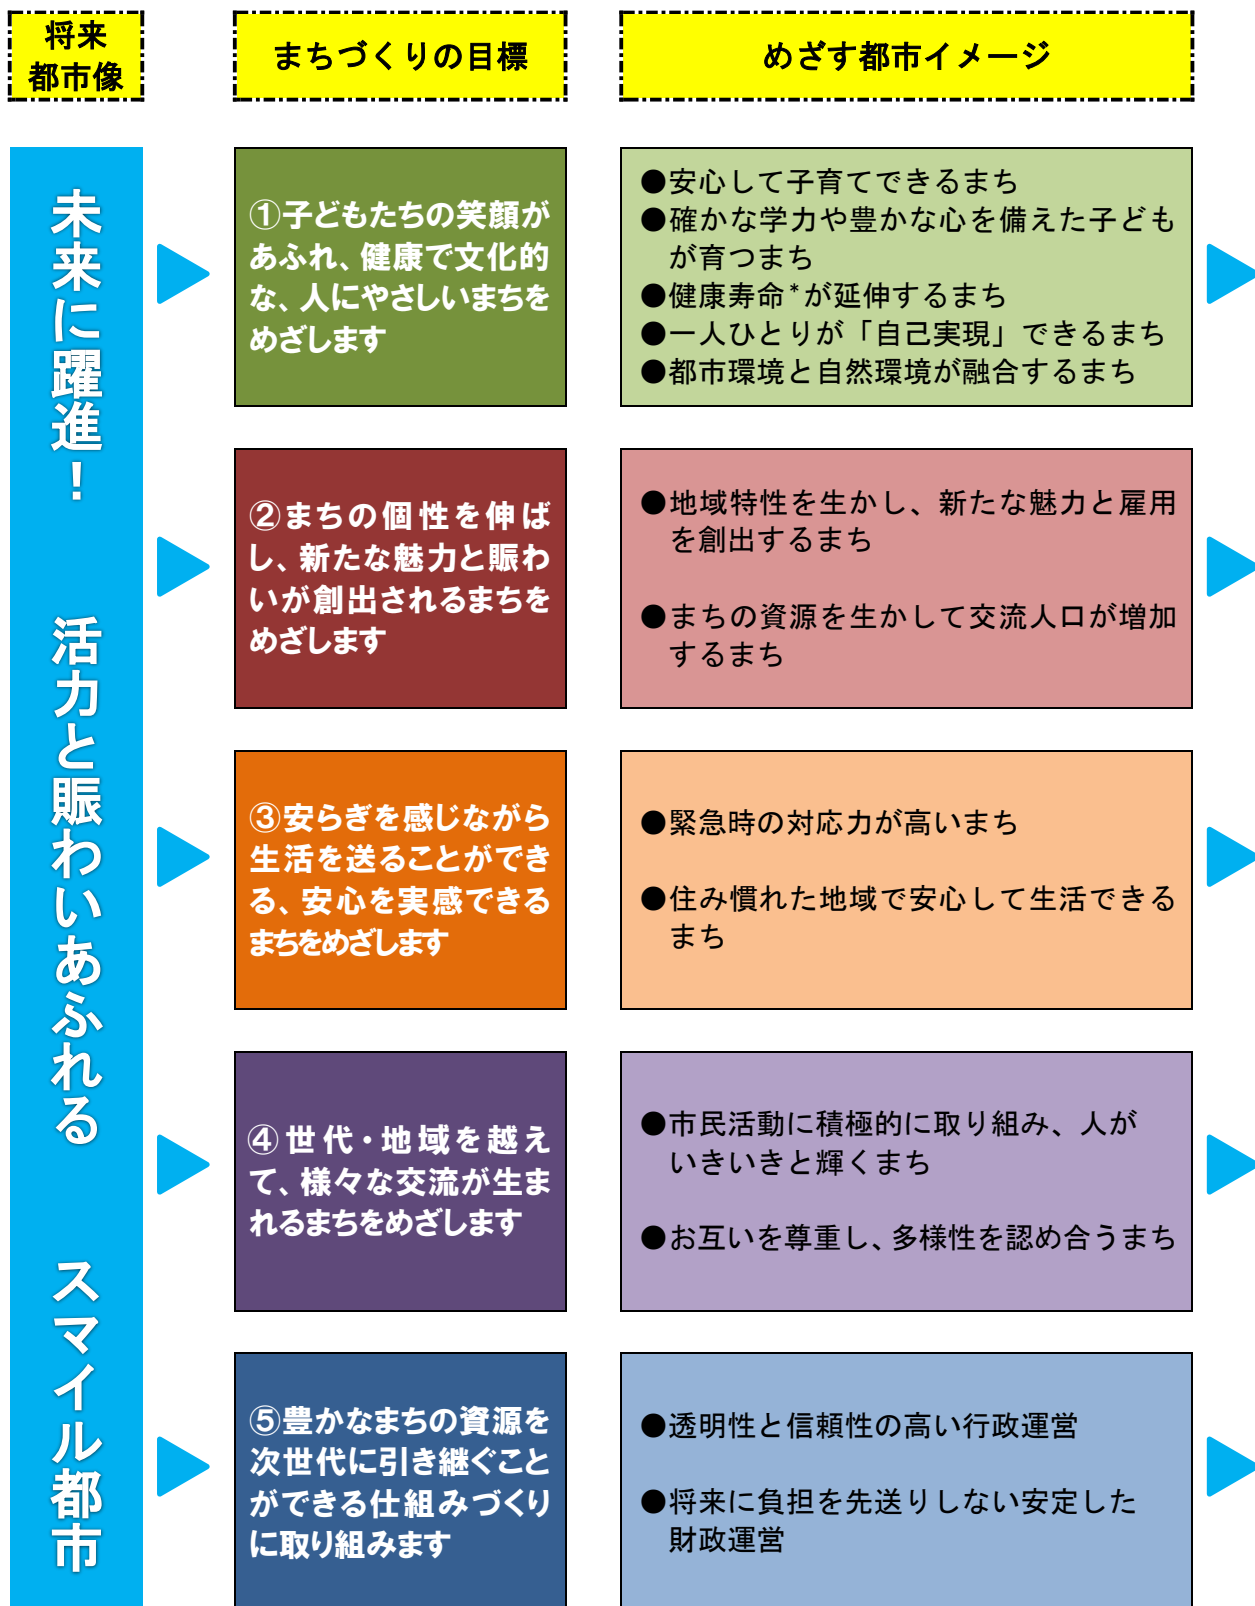 将来
都市像
まちづくりの目標
めざす都市イメージ
未来に躍進！　活力と賑わいあふれる　スマイル都市
①子どもたちの笑顔が
あふれ、健康で文化的
な、人にやさしいまちを
めざします
●安心して子育てできるまち
●確かな学力や豊かな心を備えた子ども
が育つまち
●健康寿命*が延伸するまち
●一人ひとりが「自己実現」できるまち
●都市環境と自然環境が融合するまち
②まちの個性を伸ば
し、新たな魅力と賑わ
いが創出されるまちを
めざします
●地域特性を生かし、新たな魅力と雇用
を創出するまち
●まちの資源を生かして交流人口が増加
するまち
③安らぎを感じながら
生活を送ることができ
る、安心を実感できる
まちをめざします
●緊急時の対応力が高いまち
●住み慣れた地域で安心して生活できる
まち
④世代・地域を越え
て、様々な交流が生ま
れるまちをめざします
●市民活動に積極的に取り組み、人が
いきいきと輝くまち
●お互いを尊重し、多様性を認め合うまち
⑤豊かなまちの資源を
次世代に引き継ぐこと
ができる仕組みづくり
に取り組みます
●透明性と信頼性の高い行政運営
●将来に負担を先送りしない安定した
財政運営